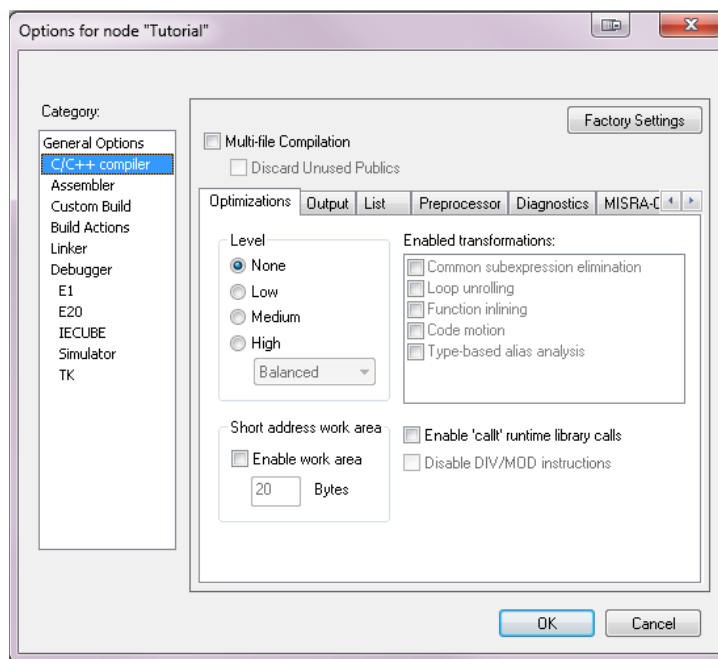 Options for node "Tutorial"
Category:
General Options
C/C++ compiler
Assembler
Custom Build
Build Actions
Linker
Debugger
E1
E20
IECUBE
Simulator
TK
Factory Settings
Multi-file Compilation
Discard Unused Publics
Optimizations Output List Preprocessor Diagnostics MISRA-C
Level
None
Low
Medium
High
Balanced
Enabled transformations:
Common subexpression elimination
Loop unrolling
Function inlining
Code motion
Type-based alias analysis
Short address work area
Enable work area
20 Bytes
Enable 'callt' runtime library calls
Disable DIV/MOD instructions
OK Cancel